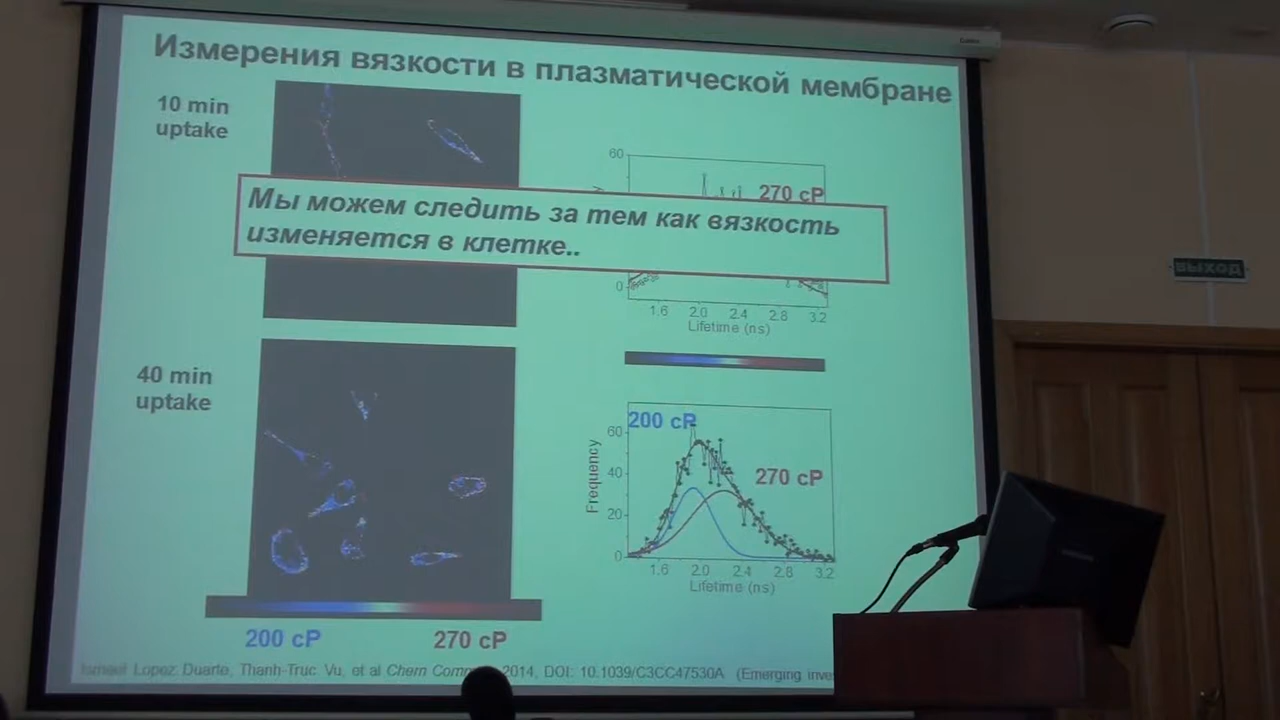 Измерения вязкости в плазматической мембране
10 min
uptake
60
270 cP
Мы можем следить за тем как вязкость
изменяется в клетке..
0
1.6 2.0 2.4 2.8 3.2
Lifetime (ns)
выход
40 min
uptake
200 cP
60
270 cP
Frequency
40
20
0
1.6 2.0 2.4 2.8 3.2
Lifetime (ns)
200 cP
270 cP
Lopez Duarte, Thanh-Truc Vu, et al Chem 2014, DOI: 10.1039/C3CC47530A (Emerging